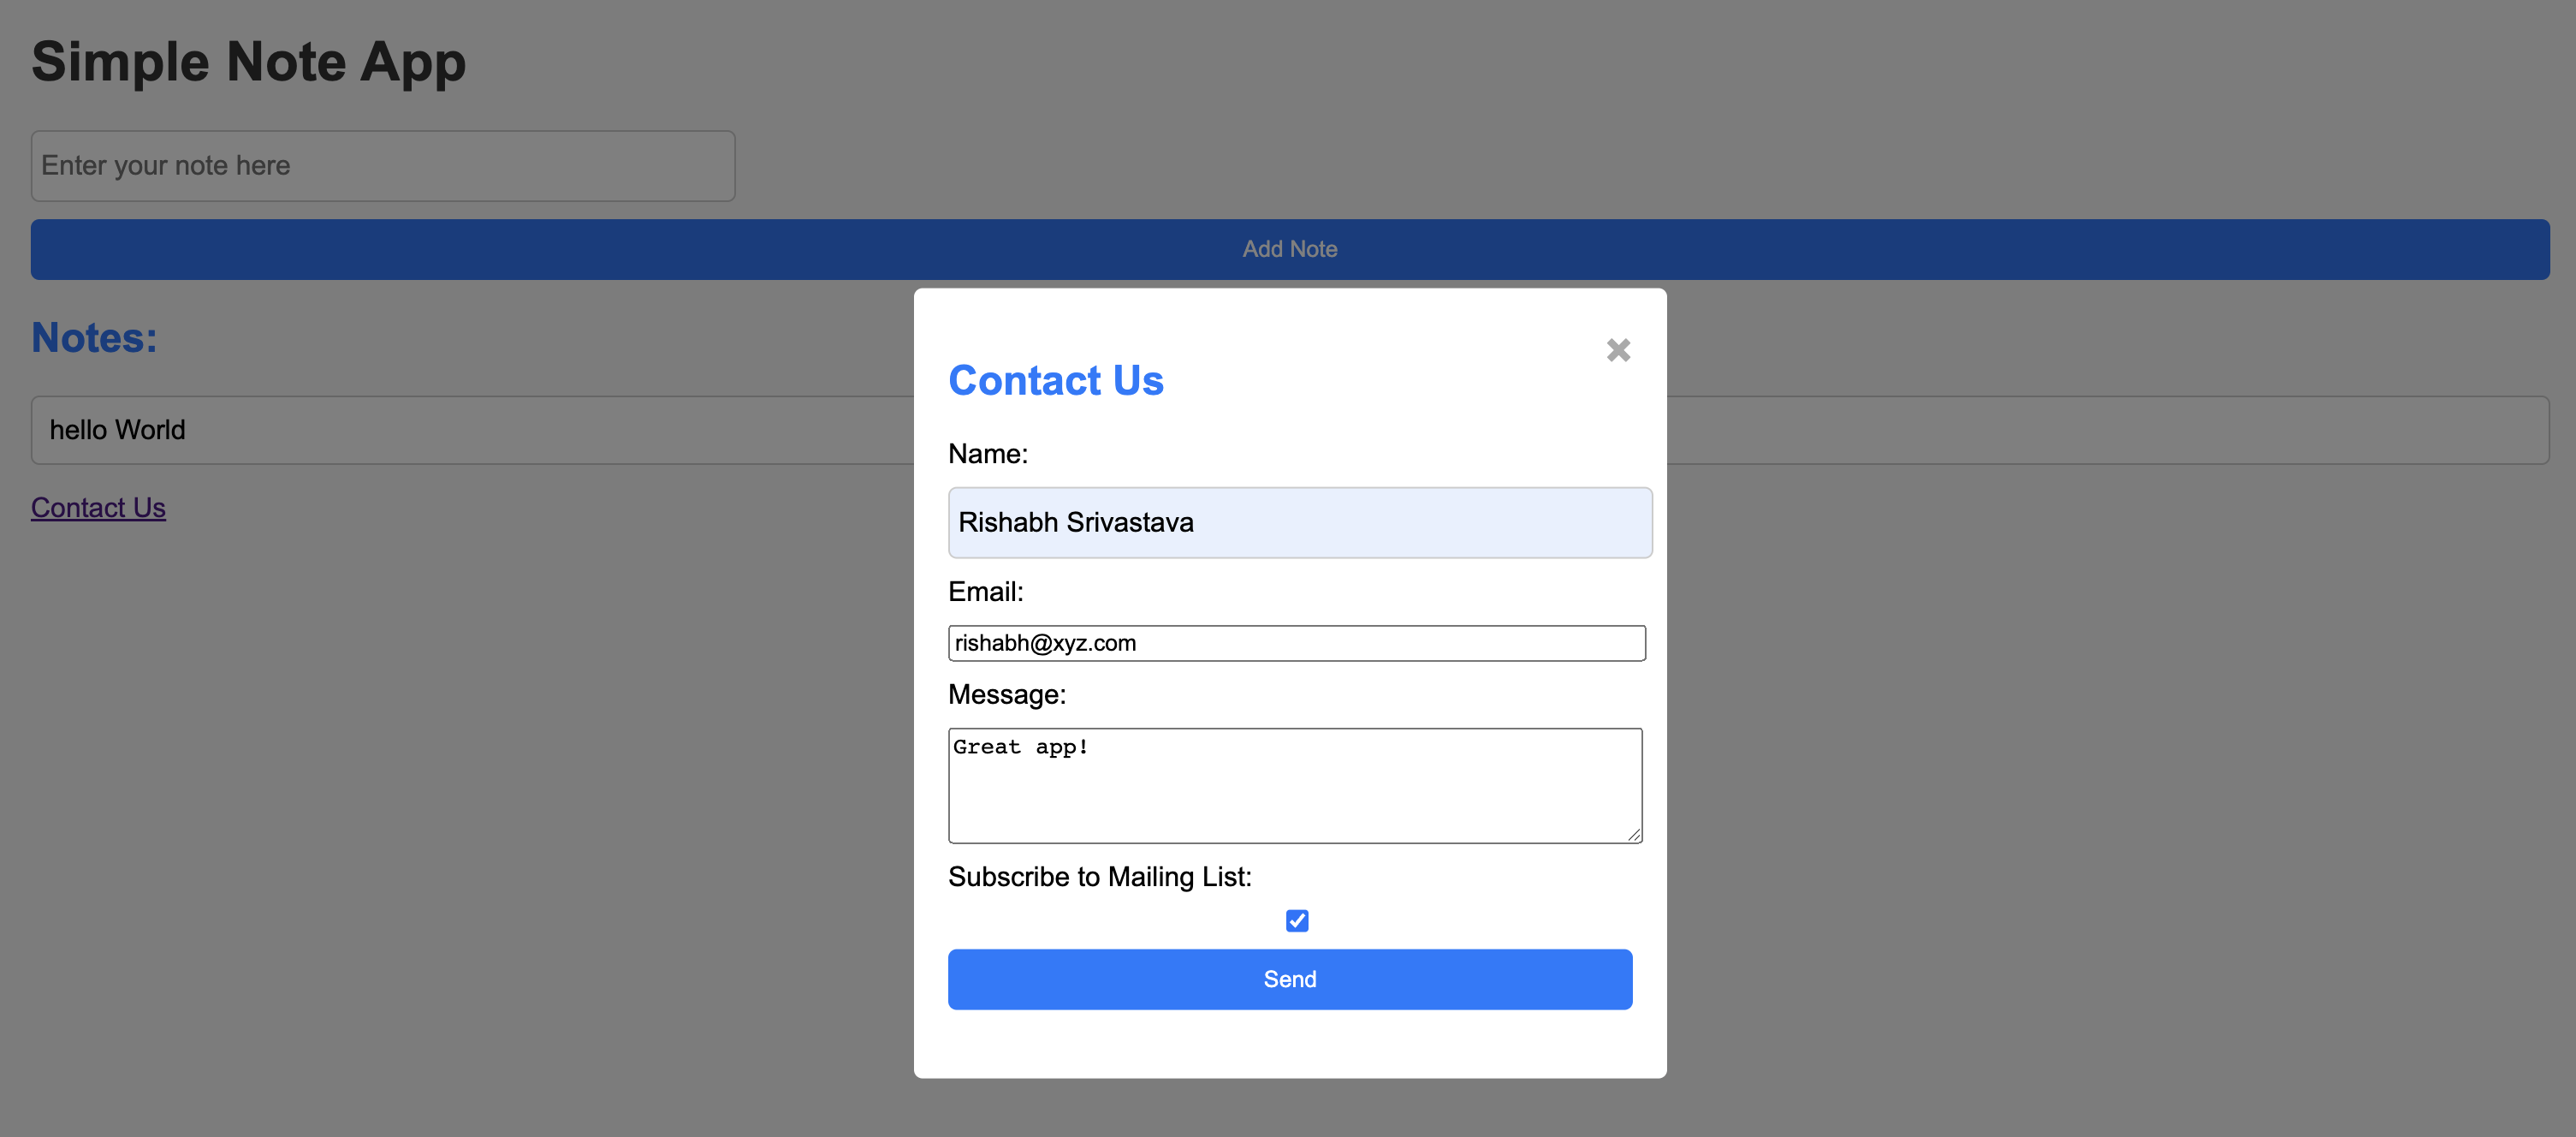 Simple Note App
Enter your note here
Add Note
Notes:
hello World
Contact Us
Contact Us
Name:
Rishabh Srivastava
Email:
rishabh@xyz.com
Message:
Great app!
Subscribe to Mailing List:
Send